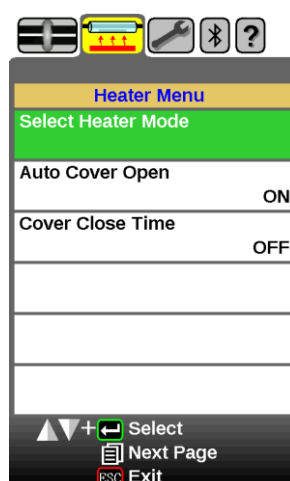 ?
Heater Menu
Select Heater Mode
Auto Cover Open
ON
Cover Close Time
OFF
+ Select
Next Page
ESC Exit